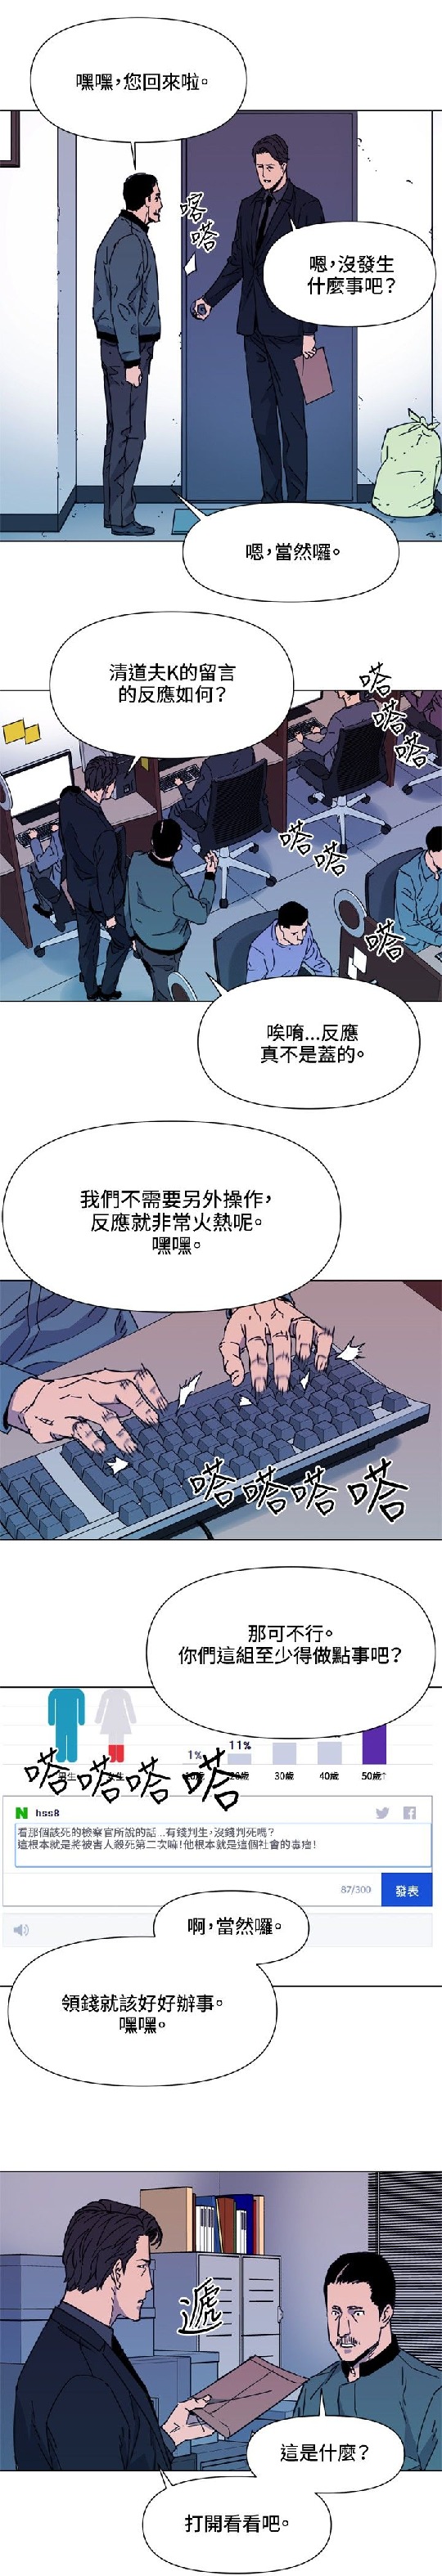 嘿嘿，您回來啦。
喀
嗒
嗯，沒發生
什麼事吧？
嗯，當然囉。
清道夫K的留言
的反應如何？
嗒
嗒
嗒
嗒
嗒
嗒
唉唷…反應
真不是蓋的。
我們不需要另外操作，
反應就非常火熱呢。
嘿嘿。
嗒
嗒
嗒
嗒
那可不行。
你們這組至少得做點事吧？
1%
11%
20歲
30歲
40歲
50歲↑
嗒
嗒
嗒
嗒
N hss8
看那個該死的檢察官所說的話...有錢判生，沒錢判死嗎？
這根本就是將被害人殺死第二次嘛！他根本就是這個社會的毒瘤！
87/300
發表
啊，當然囉。
領錢就該好好辦事。
嘿嘿。
遞
這是什麼？
打開看看吧。